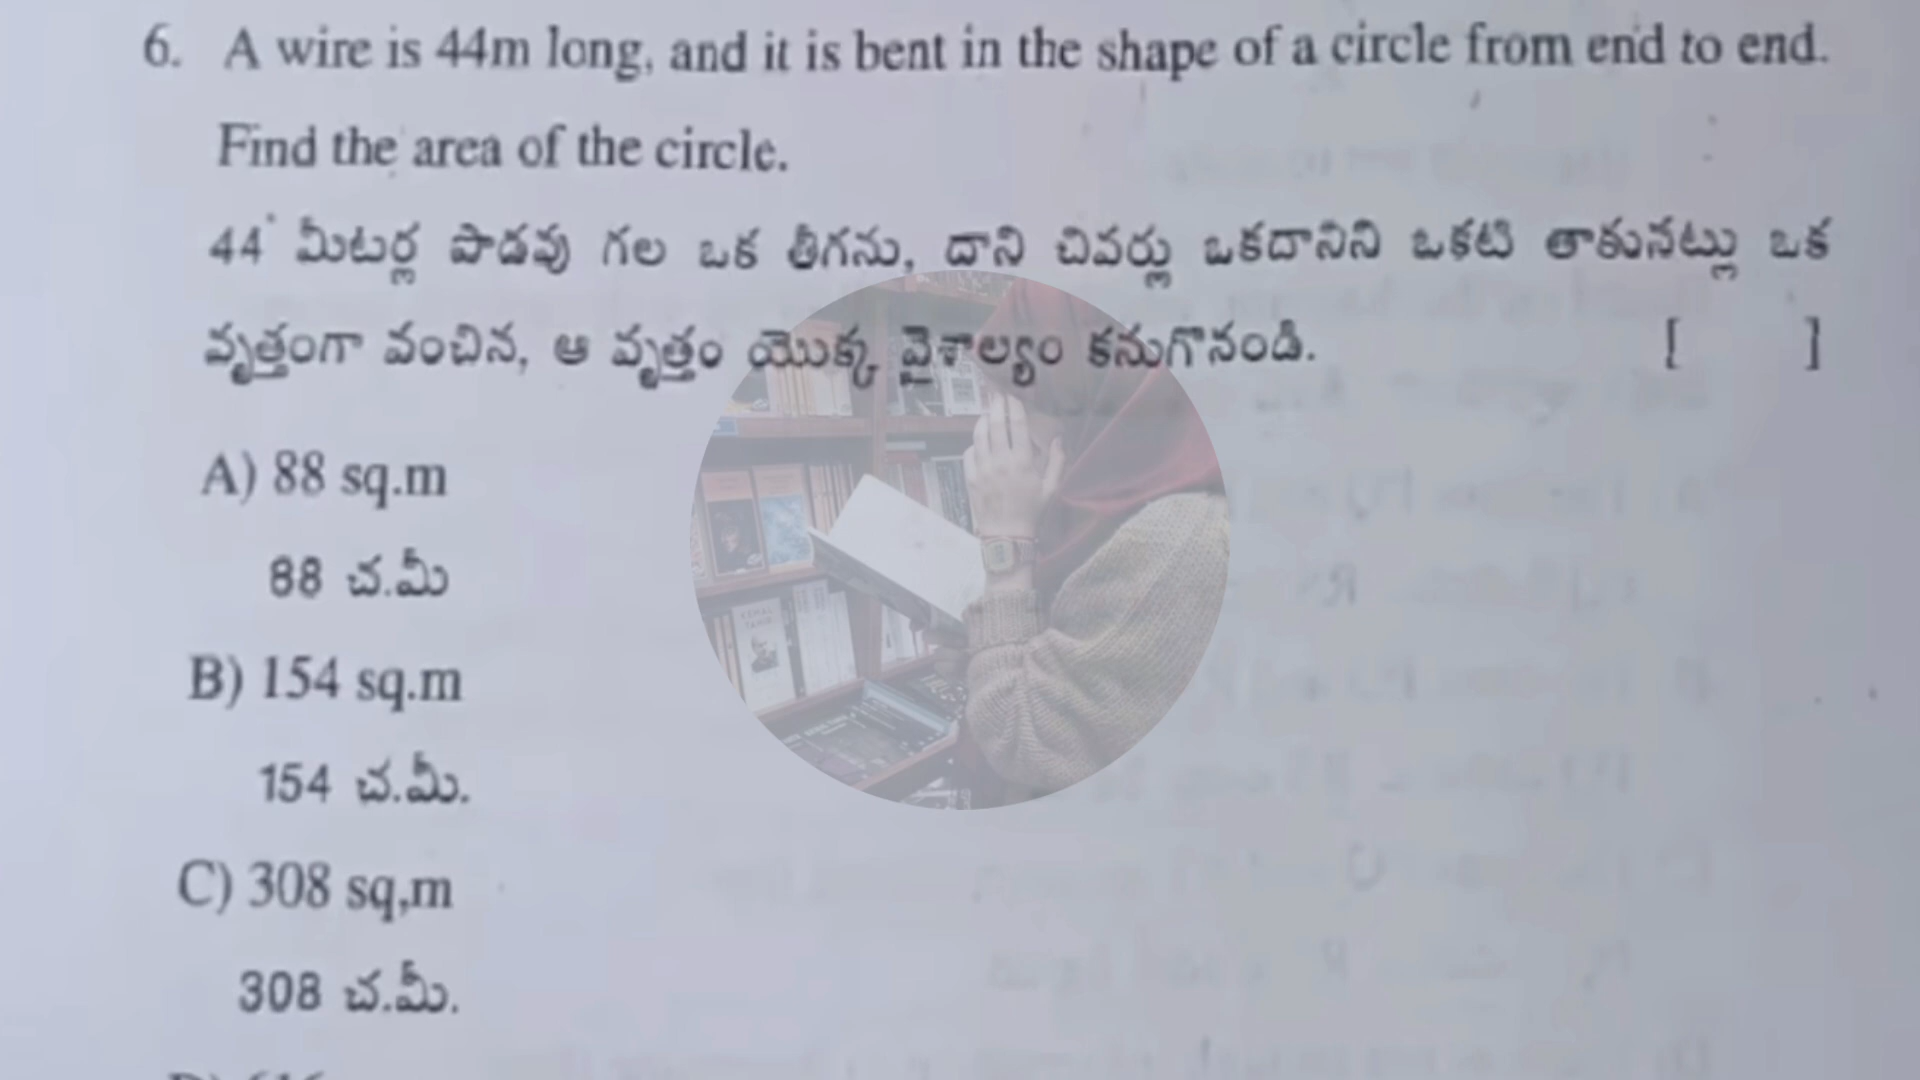 6. A wire is 44m long, and it is bent in the shape of a circle from end to end.
Find the area of the circle.
44 మీటర్ల పొడవు గల ఒక తీగను, దాని చివర్లు ఒకదానిని ఒకటి తాకునట్లు ఒక
వృత్తంగా వంచిన, ఆ వృత్తం యొక్క వైశాల్యం కనుగొనండి. [ ]
A) 88 sq.m
88 చ.మీ
B) 154 sq.m
154 చ.మీ.
C) 308 sq,m
308 చ.మీ.